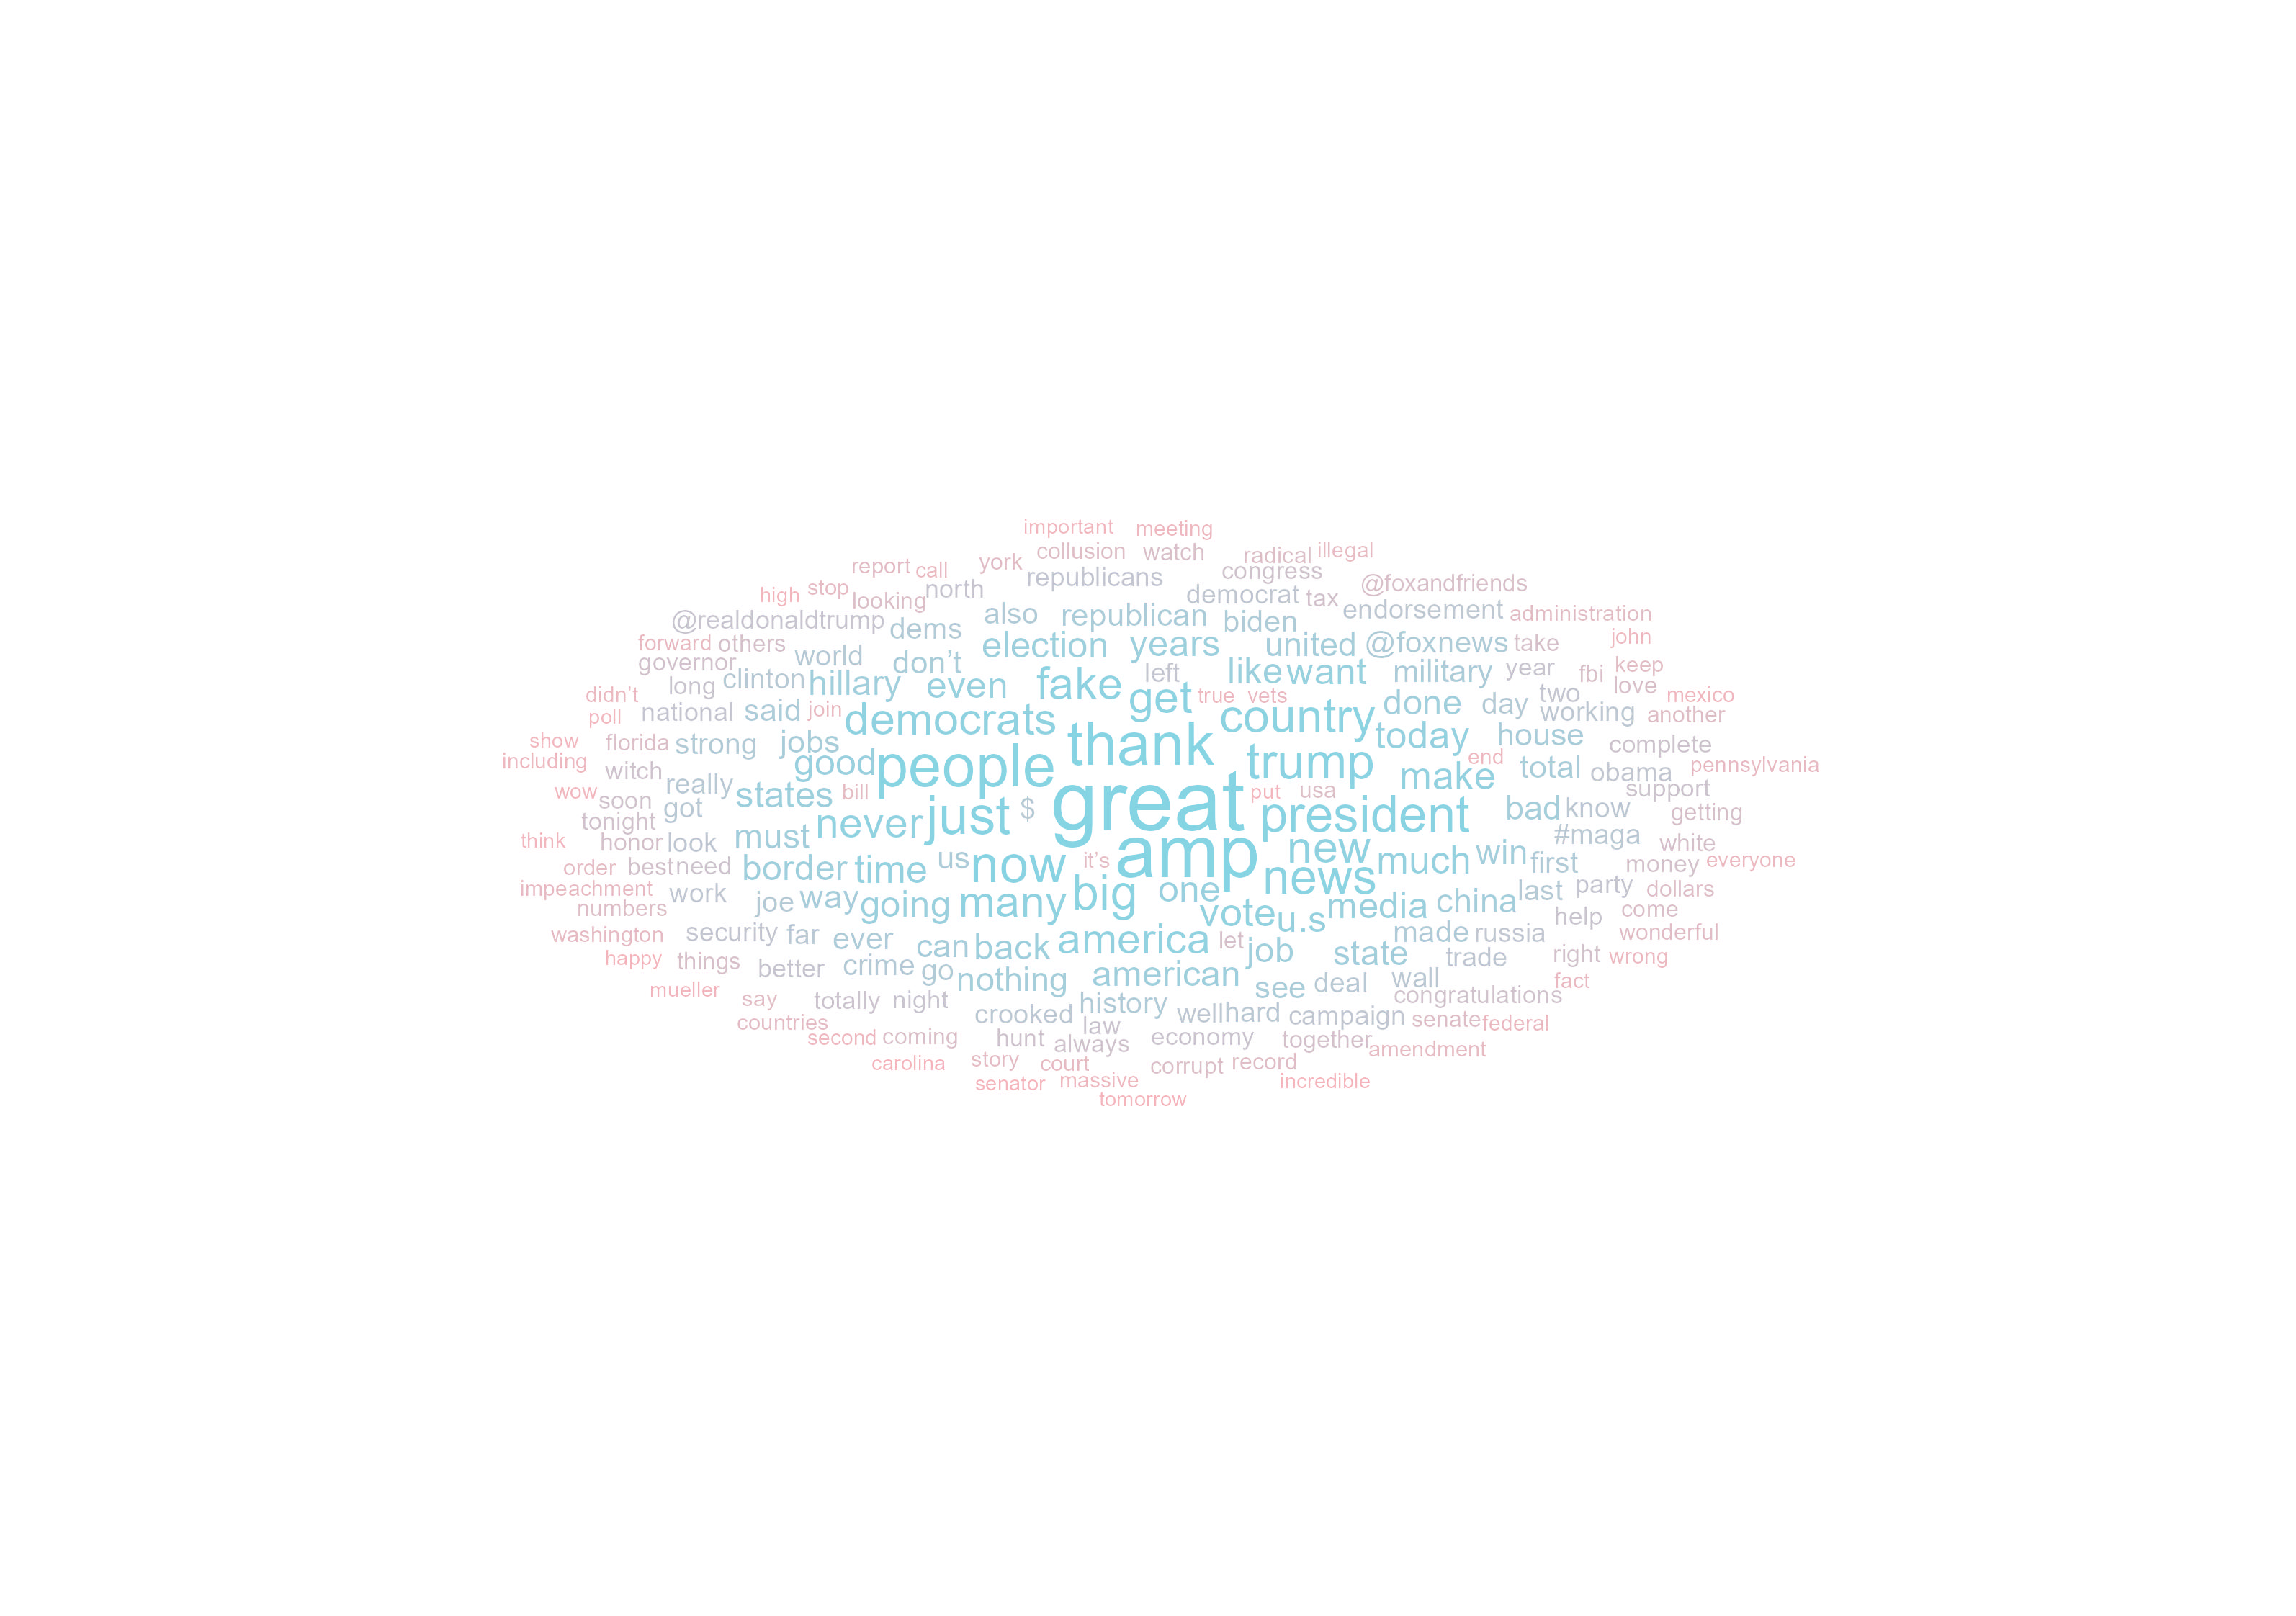 important meeting
collusion watch radical illegal
report call york republicans congress @foxandfriends
high stop looking north democrat tax endorsement administration
@realdonaldtrump dems also republican biden
forward others election years united @foxnews take john
governor world don’t left like want military year fbi keep
long clinton hillary even fake get true vets done day two love mexico
didn’t national said join democrats country working another
poll
show florida strong jobs thank today house complete
including witch good people trump end make total obama pennsylvania
wow soon really states bill $ great put usa support
tonight got never just president bad know getting
think honor look must #maga white
order best need border time us now it’s amp new much win first money everyone
impeachment work joe way going many big one news china last party dollars
numbers vote u.s media help come
washington security far ever can back america let job made russia wonderful
happy things better crime go nothing american state trade right wrong
mueller say totally night history see deal wall fact
countries crooked well hard campaign congratulations senate federal
second coming hunt law always economy together amendment
carolina story court corrupt record
senator massive incredible
tomorrow